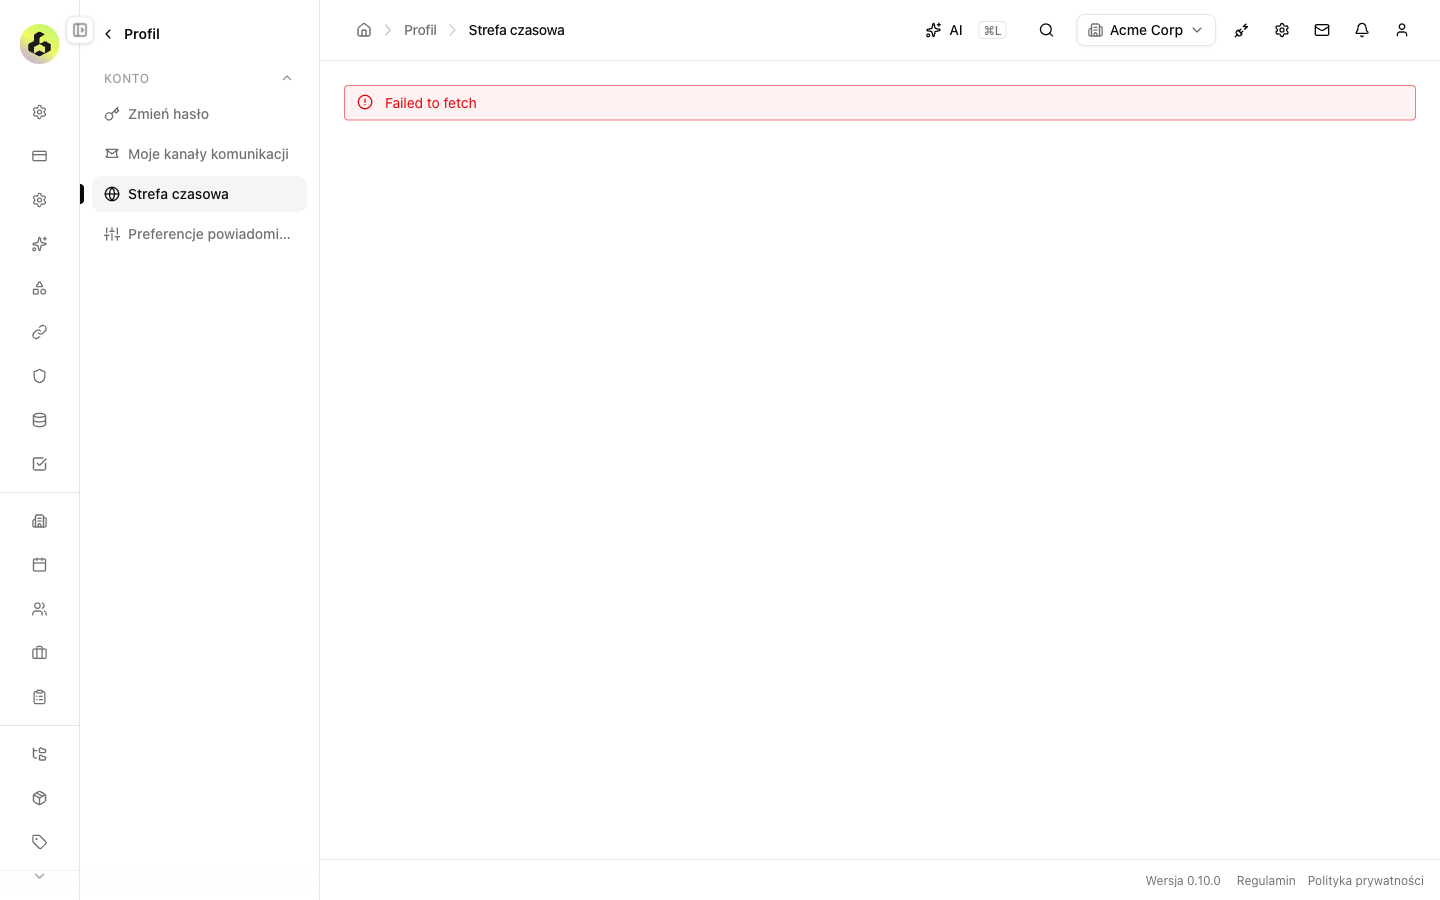 Profil
KONTO
Zmień hasło
Moje kanały komunikacji
Strefa czasowa
Preferencje powiadomi...
Profil
Strefa czasowa
AI
⌘L
Acme Corp
Failed to fetch
Wersja 0.10.0
Regulamin
Polityka prywatności